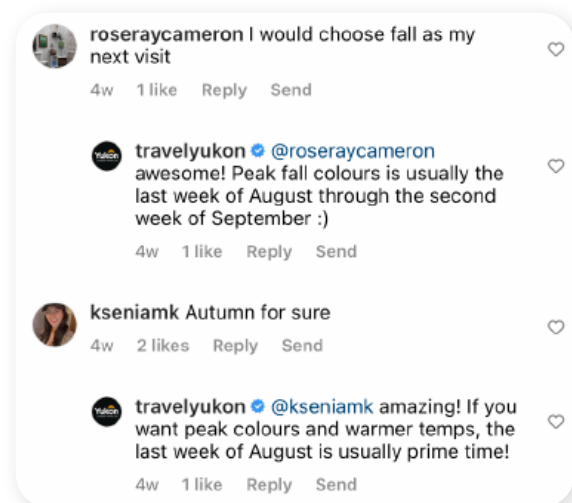 roseraycameron I would choose fall as my
next visit
4w 1 like Reply Send
Yukon
travelyukon @roseraycameron
awesome! Peak fall colours is usually the
last week of August through the second
week of September :)
4w 1 like Reply Send
kseniamk Autumn for sure
4w 2 likes Reply Send
Yukon
travelyukon @kseniamk amazing! If you
want peak colours and warmer temps, the
last week of August is usually prime time!
4w 1 like Reply Send